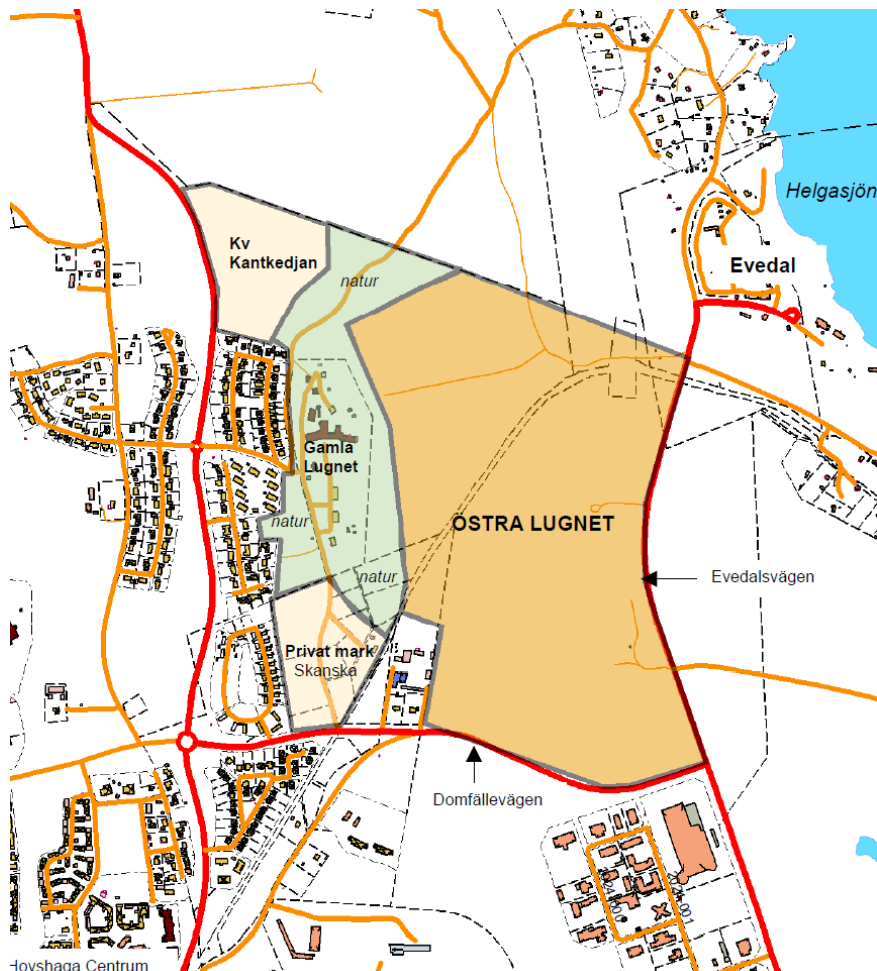 Helgasjön
Kv
Kantkedjan
Evedal
natur
Gamla
Lugnet
natur
ÖSTRA LUGNET
natur
Evedalsvägen
Privat mark
Skanska
Domfällevägen
Hovshaga Centrum